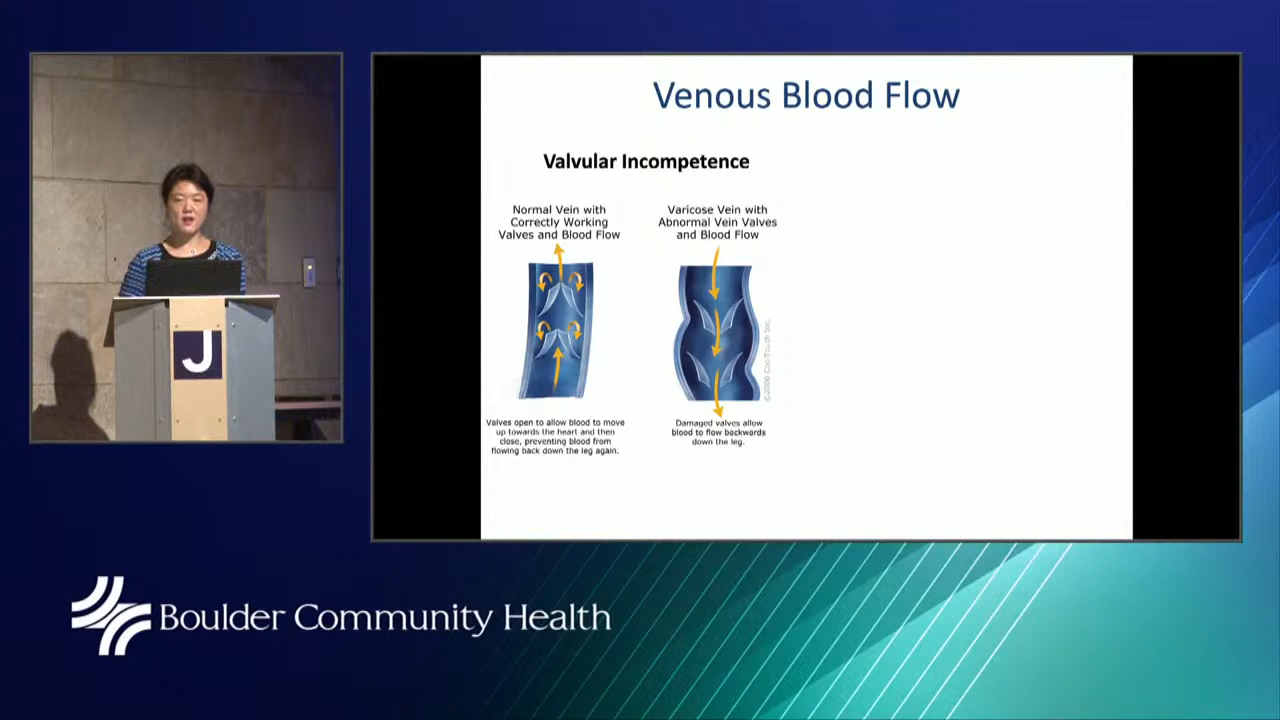 Venous Blood Flow
Valvular Incompetence
Normal Vein with
Correctly Working
Valves and Blood Flow
Varicose Vein with
Abnormal Vein Valves
and Blood Flow
Valves open to allow blood to move
up towards the heart and then
close, preventing blood from
flowing back down the leg again.
Damaged valves allow
blood to flow backwards
down the leg.
©2006 CoolTouch Inc.
J
Boulder Community Health